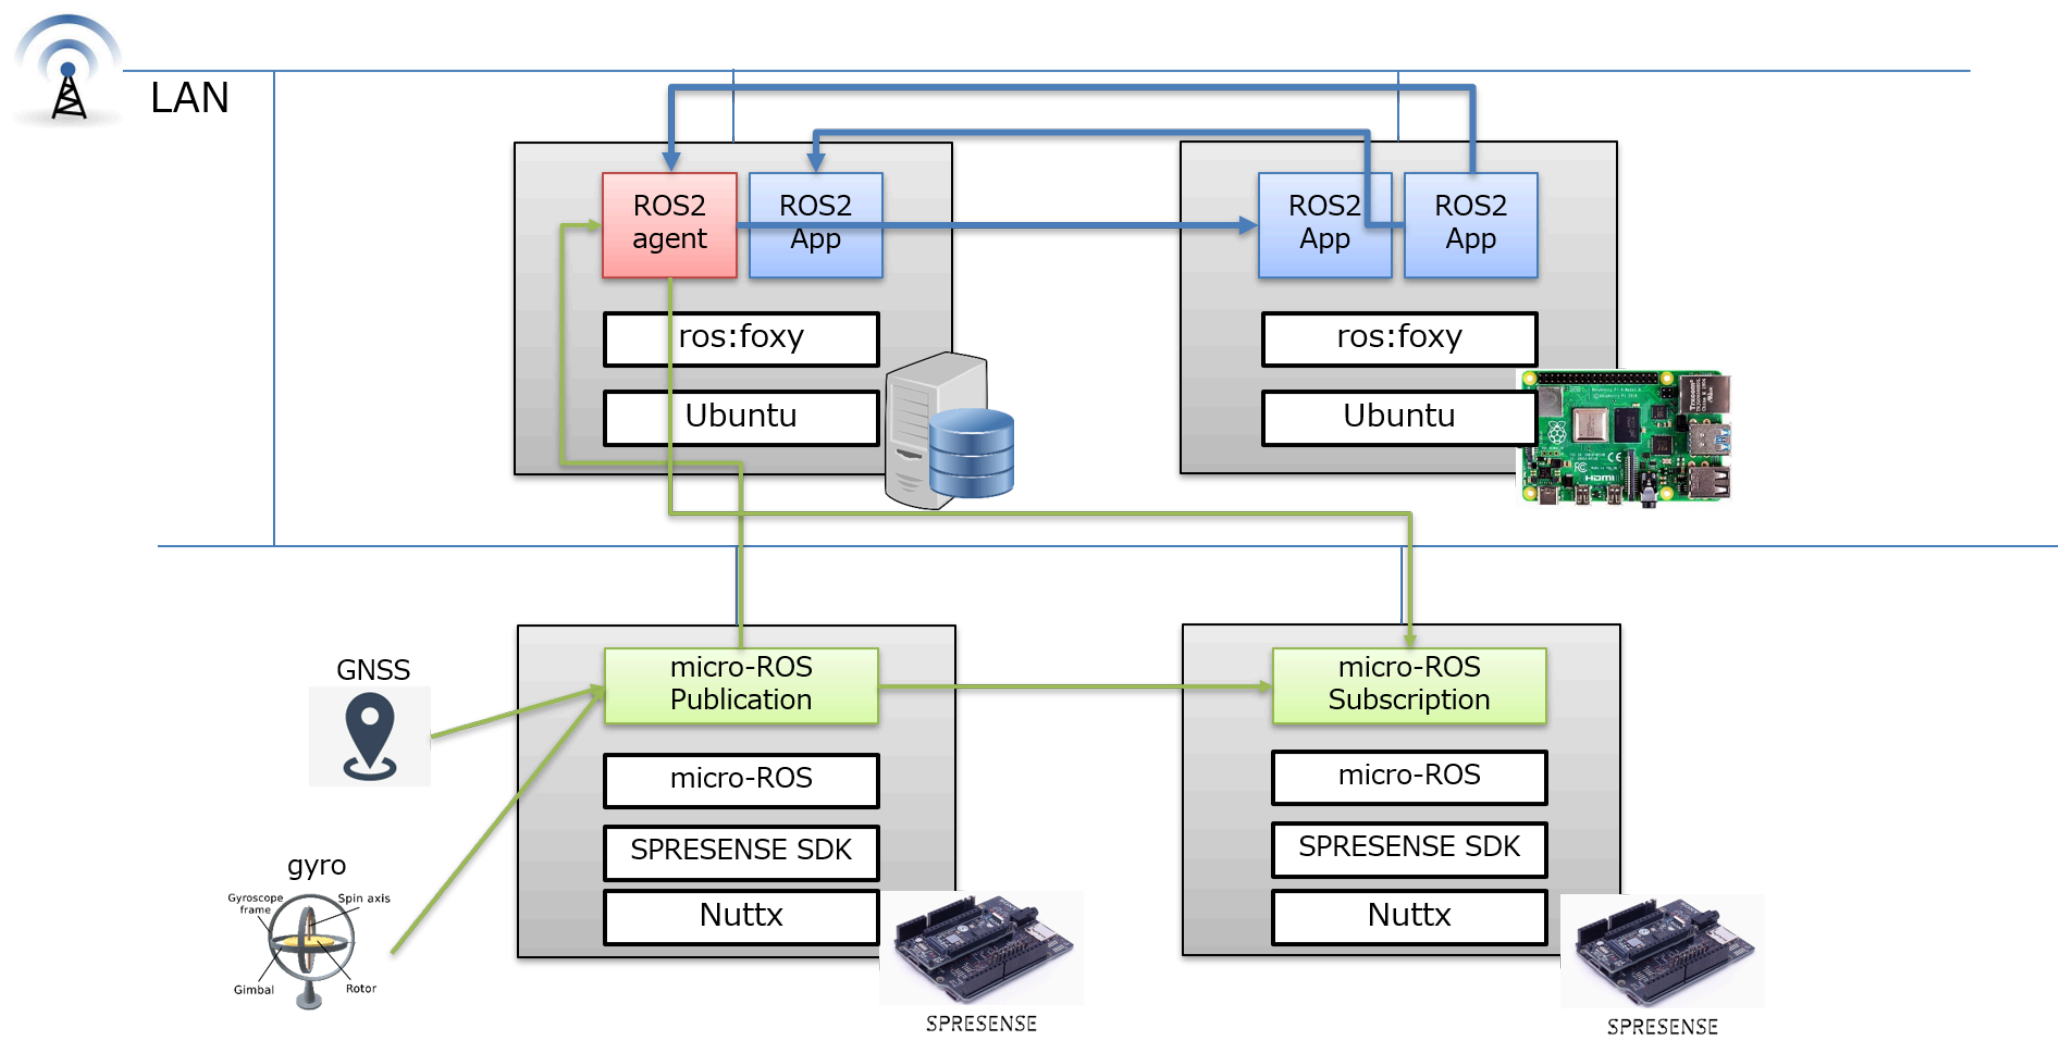 LAN
ROS2
agent
ROS2
App
ROS2
App
ROS2
App
ros:foxy
ros:foxy
Ubuntu
Ubuntu
GNSS
micro-ROS
Publication
micro-ROS
Subscription
micro-ROS
micro-ROS
SPRESENSE SDK
SPRESENSE SDK
gyro
Gyroscope
frame
Spin axis
Gimbal
Rotor
Nuttx
Nuttx
SPRESENSE
SPRESENSE
HDMI